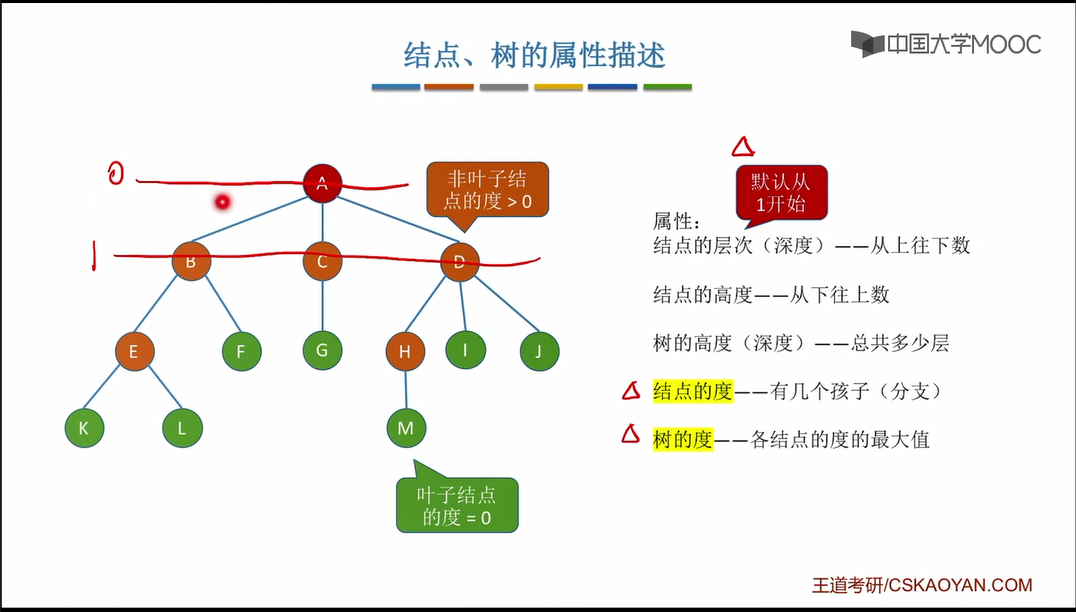 中国大学MOOC
结点、树的属性描述
0
A
非叶子结
点的度 > 0
默认从
1开始
属性：
结点的层次（深度）——从上往下数
1
B
C
D
结点的高度——从下往上数
树的高度（深度）——总共多少层
E
F
G
H
I
J
结点的度——有几个孩子（分支）
K
L
M
树的度——各结点的度的最大值
叶子结点
的度 = 0
王道考研/CSKAOYAN.COM